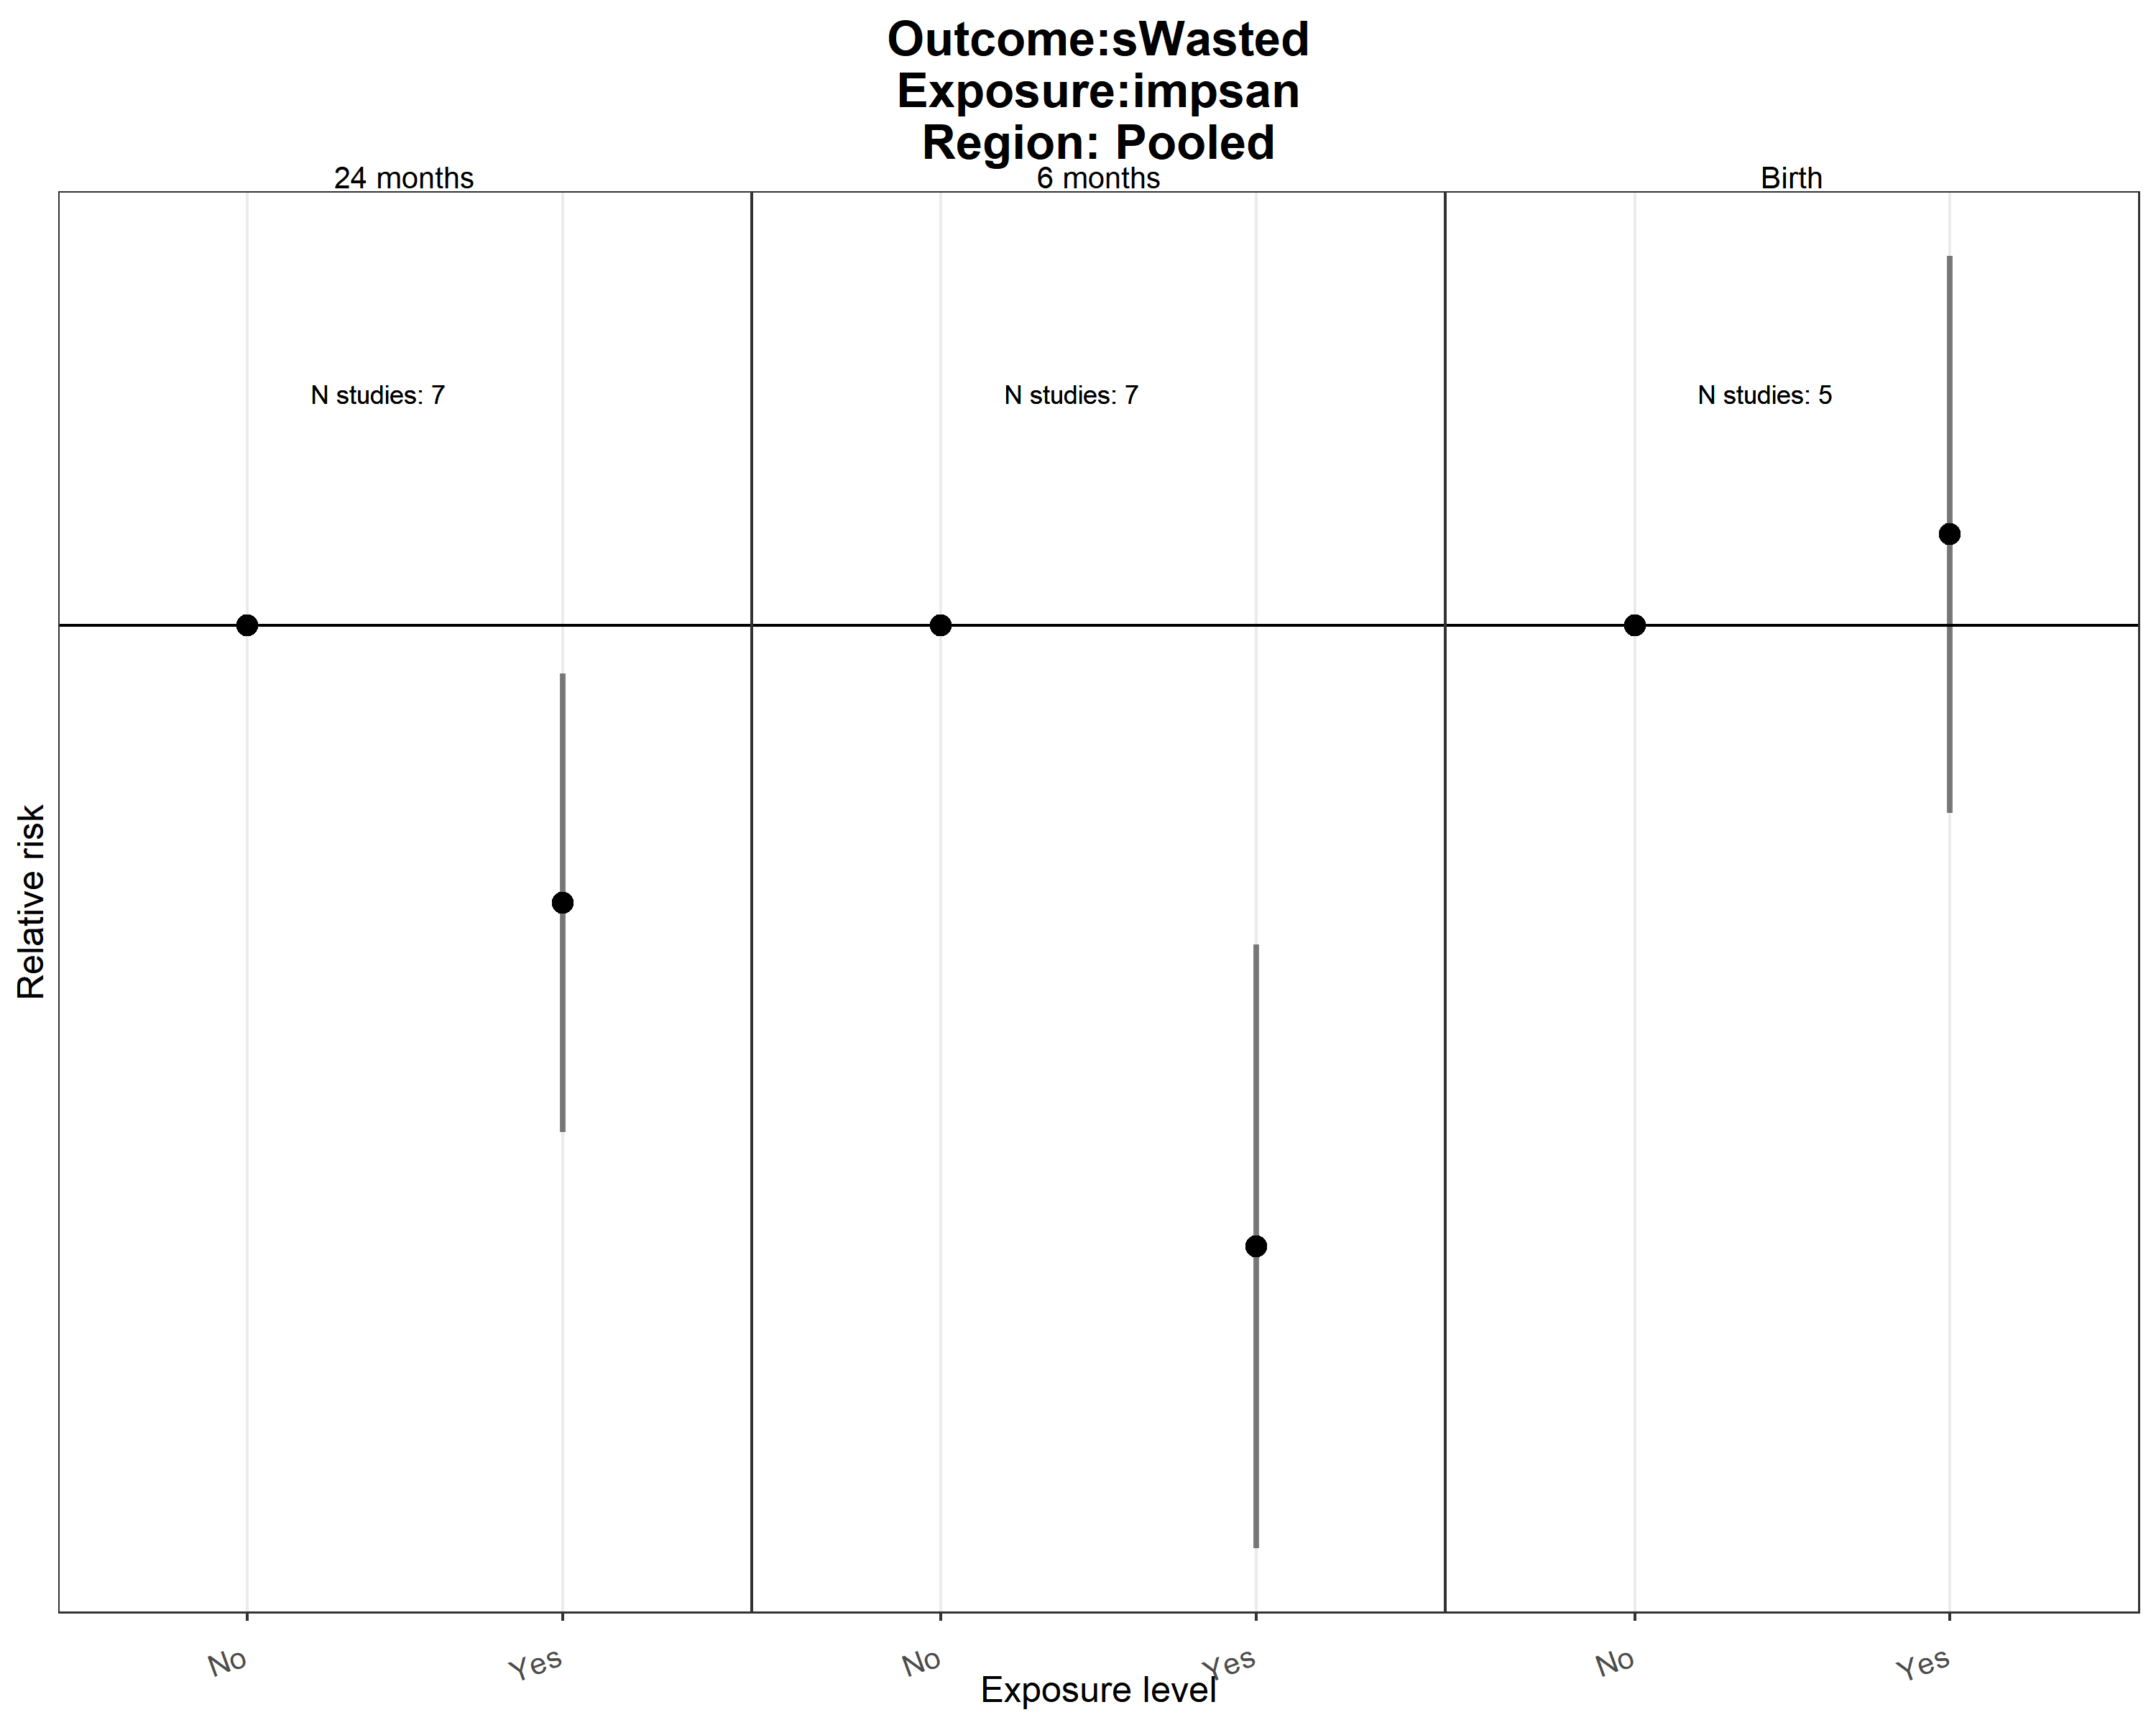 Outcome:sWasted
Exposure:impsan
Region: Pooled
24 months
6 months
Birth
N studies: 7
N studies: 7
N studies: 5
Relative risk
No
Yes
No
Yes
No
Yes
Exposure level